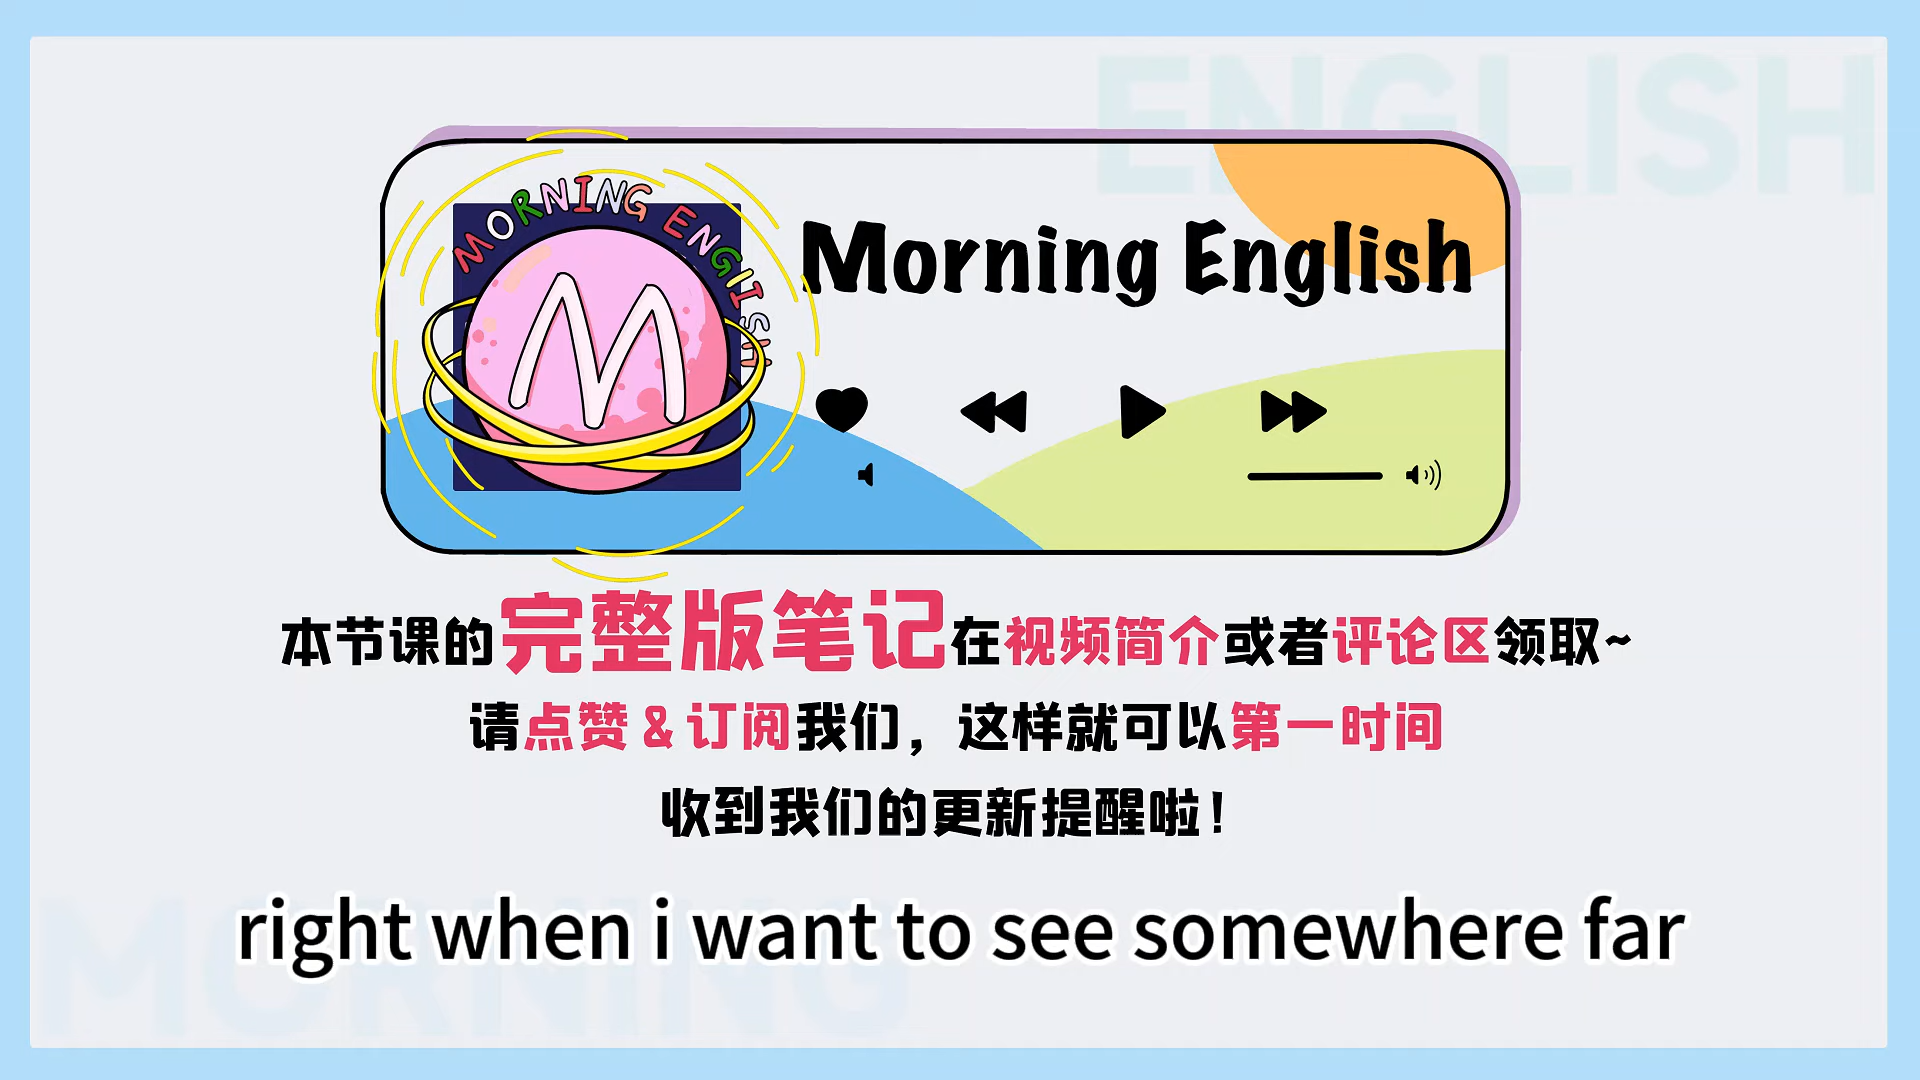 ENGLISH
MORNING ENGLISH
M
Morning English
本节课的完整版笔记在视频简介或者评论区领取~
请点赞&订阅我们，这样就可以第一时间
收到我们的更新提醒啦！
MORNING
right when i want to see somewhere far